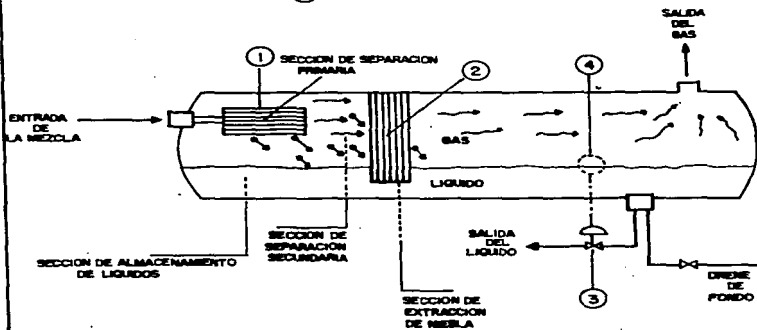 SALIDA
DEL
GAS
1
SECCION DE SEPARACION
PRIMARIA
2
4
ENTRADA
DE
LA MEZCLA
GAS
LIQUIDO
SALIDA
DEL
LIQUIDO
SECCION DE
SEPARACION
SECUNDARIA
SECCION DE ALMACENAMIENTO
DE LIQUIDOS
DRENE
DE
FONDO
3
SECCION DE
EXTRACCION
DE NIEBLA